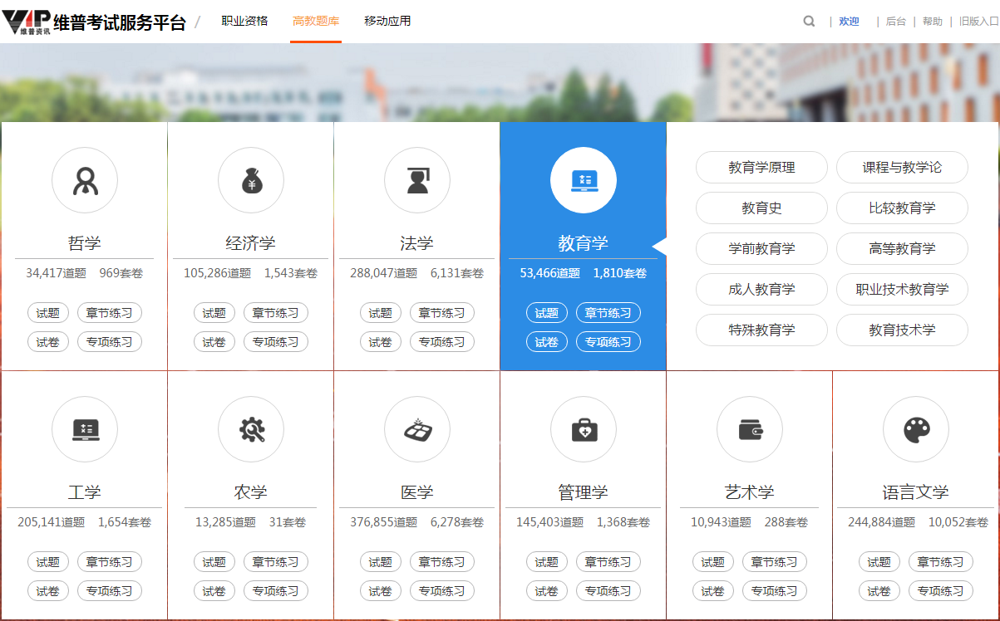 VIP 维普资讯 维普考试服务平台 / 职业资格 高教题库 移动应用 | 欢迎 | 后台 | 帮助 | 旧版入口
哲学
34,417道题 969套卷
试题 章节练习
试卷 专项练习
经济学
105,286道题 1,543套卷
试题 章节练习
试卷 专项练习
法学
288,047道题 6,131套卷
试题 章节练习
试卷 专项练习
教育学
53,466道题 1,810套卷
试题 章节练习
试卷 专项练习
教育学原理 课程与教学论
教育史 比较教育学
学前教育学 高等教育学
成人教育学 职业技术教育学
特殊教育学 教育技术学
工学
205,141道题 1,654套卷
试题 章节练习
试卷 专项练习
农学
13,285道题 31套卷
试题 章节练习
试卷 专项练习
医学
376,855道题 6,278套卷
试题 章节练习
试卷 专项练习
管理学
145,403道题 1,368套卷
试题 章节练习
试卷 专项练习
艺术学
10,943道题 288套卷
试题 章节练习
试卷 专项练习
语言文学
244,884道题 10,052套卷
试题 章节练习
试卷 专项练习